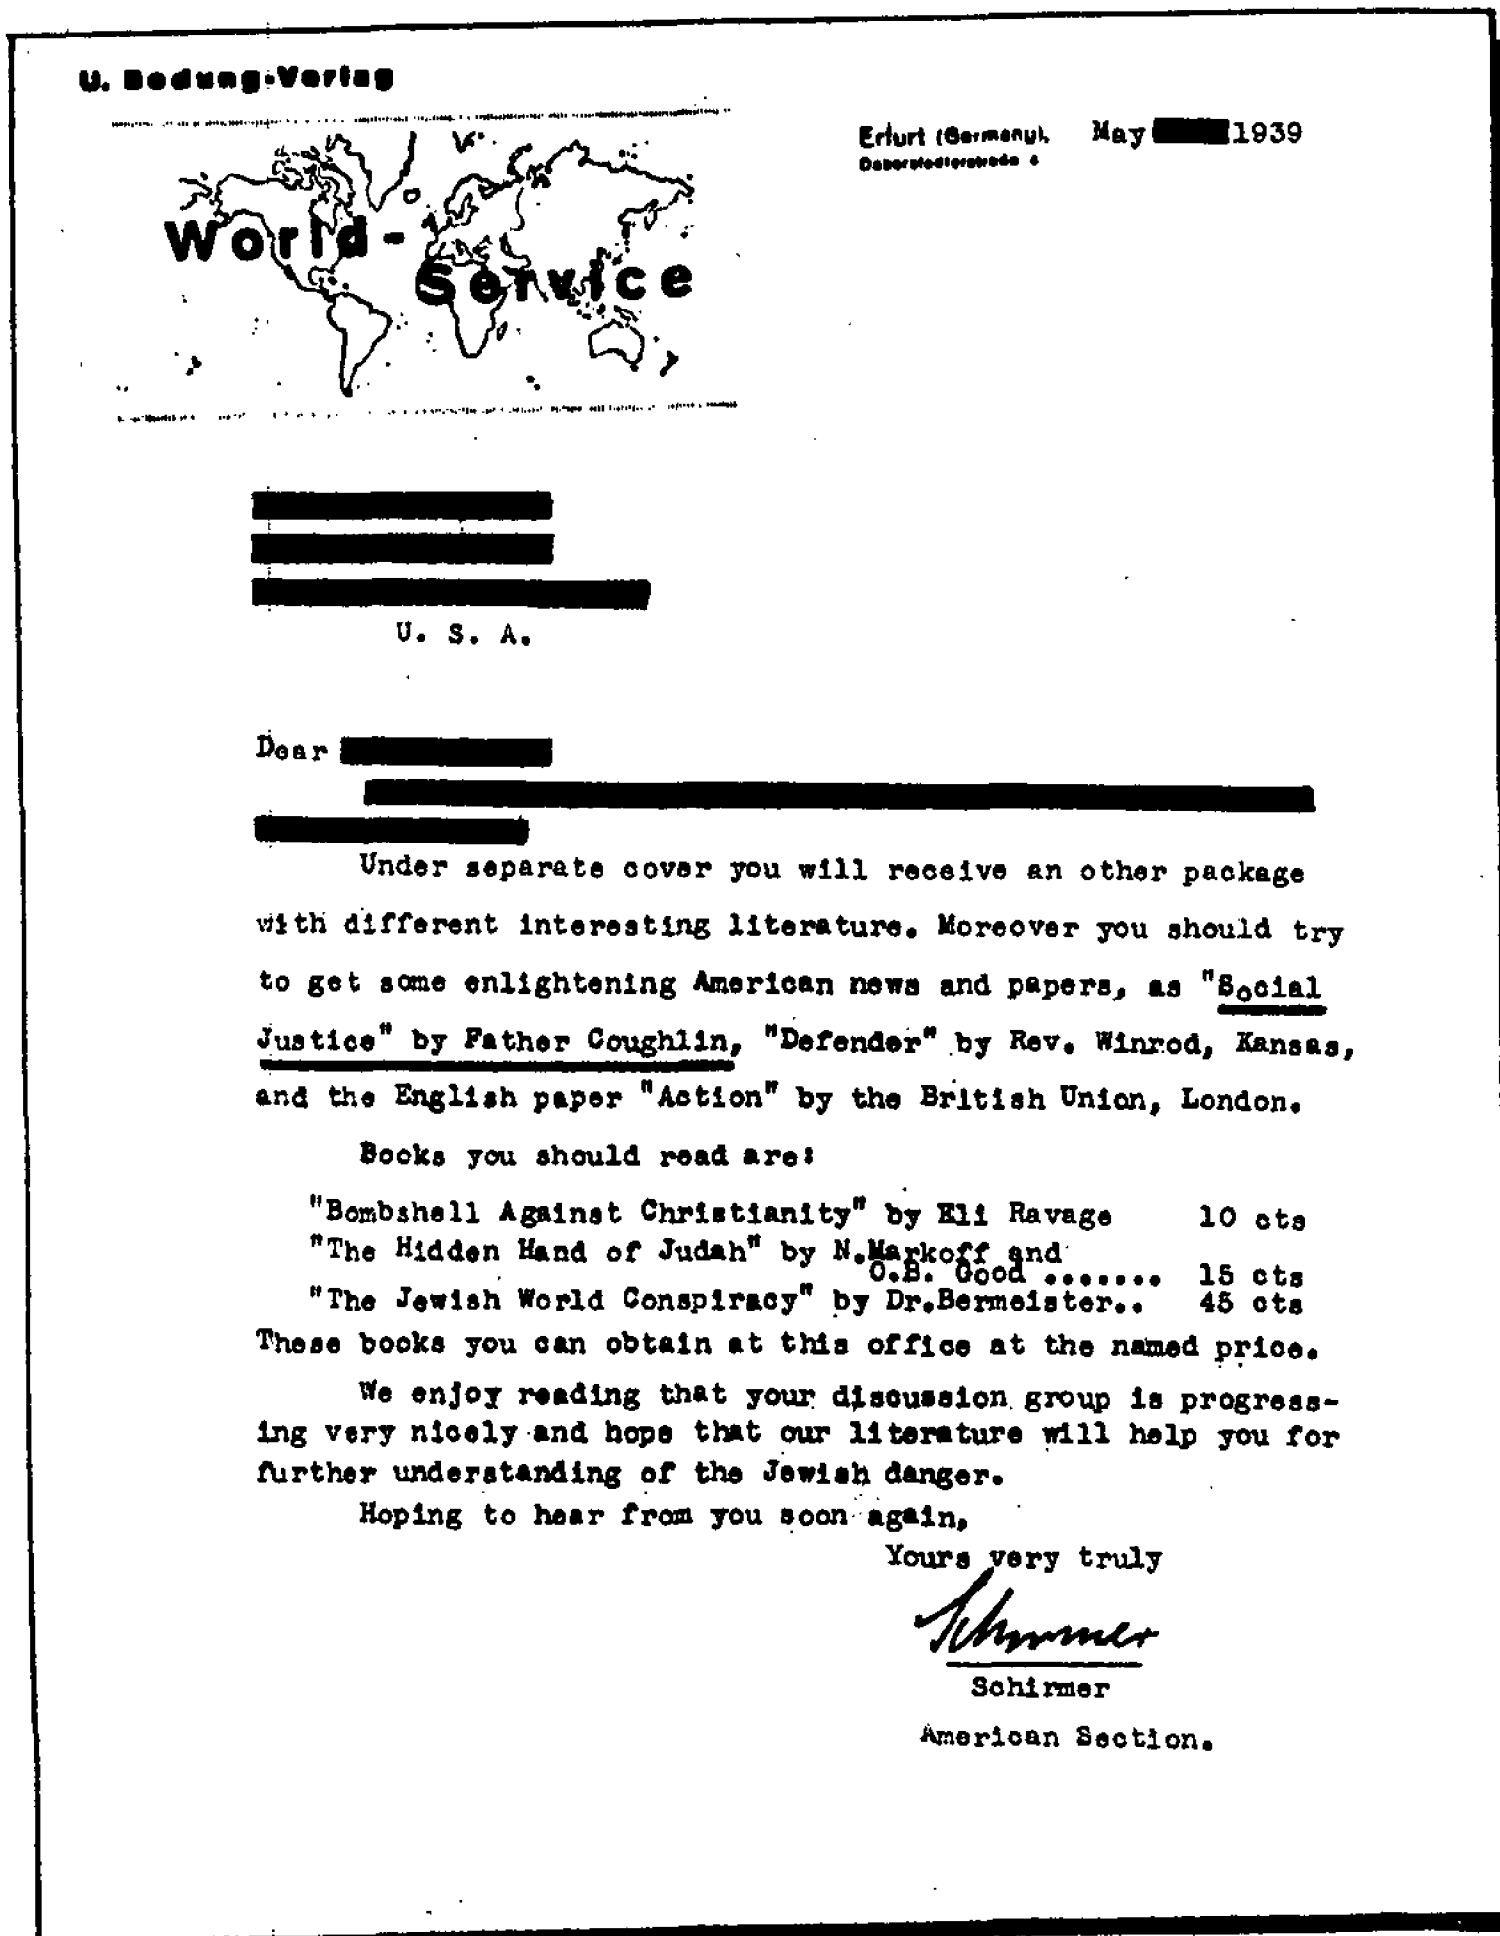 U. Bodung-Verlag
Erfurt (Germany), May 1939
Daberstedterstraße 4
World-
Service
U. S. A.
Dear
Under separate cover you will receive an other package
with different interesting literature. Moreover you should try
to get some enlightening American news and papers, as "Social
Justice" by Father Coughlin, "Defender" by Rev. Winrod, Kansas,
and the English paper "Action" by the British Union, London.
Books you should read are:
"Bombshell Against Christianity" by Eli Ravage 10 cts
"The Hidden Hand of Judah" by N.Markoff and
O.B. Good ....... 15 cts
"The Jewish World Conspiracy" by Dr.Bermeister.. 45 cts
These books you can obtain at this office at the named price.
We enjoy reading that your discussion group is progress-
ing very nicely and hope that our literature will help you for
further understanding of the Jewish danger.
Hoping to hear from you soon again,
Yours very truly
Schirmer
Schirmer
American Section.